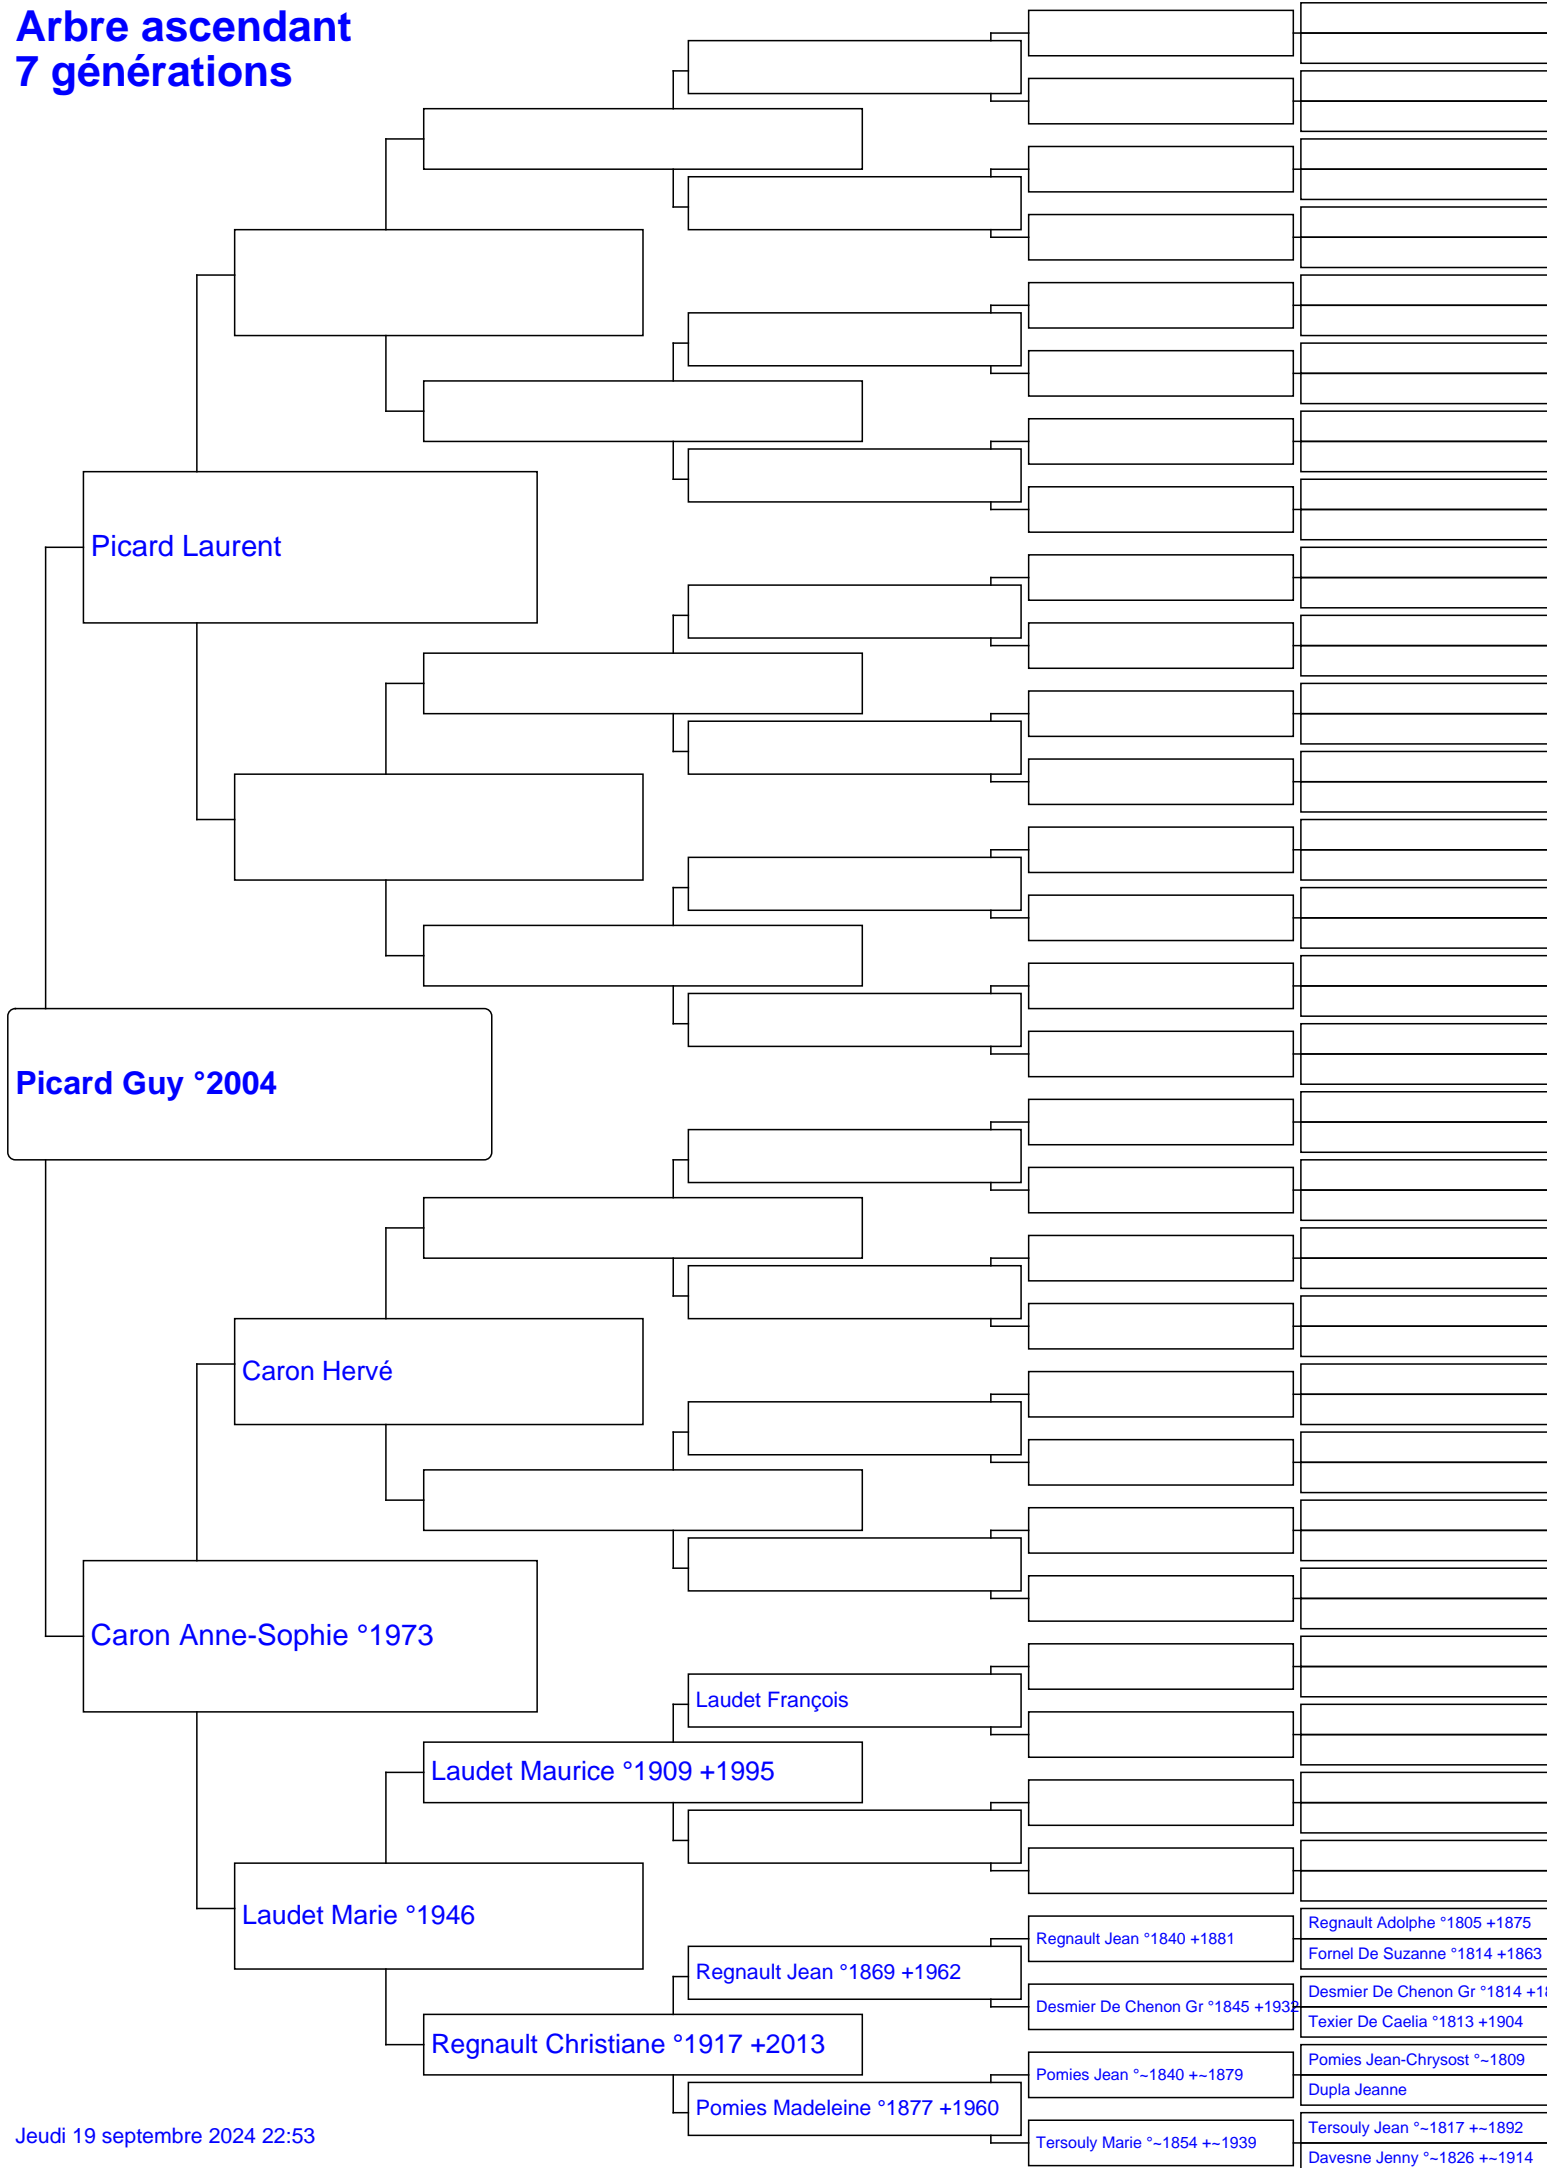 Arbre ascendant
7 générations
Picard Laurent
Picard Guy °2004
Caron Hervé
Caron Anne-Sophie °1973
Laudet François
Laudet Maurice °1909 +1995
Laudet Marie °1946
Regnault Adolphe °1805 +1875
Regnault Jean °1840 +1881
Fornel De Suzanne °1814 +1863
Regnault Jean °1869 +1962
Desmier De Chenon Gr °1814 +18
Desmier De Chenon Gr °1845 +1932
Texier De Caelia °1813 +1904
Regnault Christiane °1917 +2013
Pomies Jean-Chrysost °~1809
Pomies Jean °~1840 +~1879
Dupla Jeanne
Pomies Madeleine °1877 +1960
Tersouly Jean °~1817 +~1892
Tersouly Marie °~1854 +~1939
Davesne Jenny °~1826 +~1914
Jeudi 19 septembre 2024 22:53